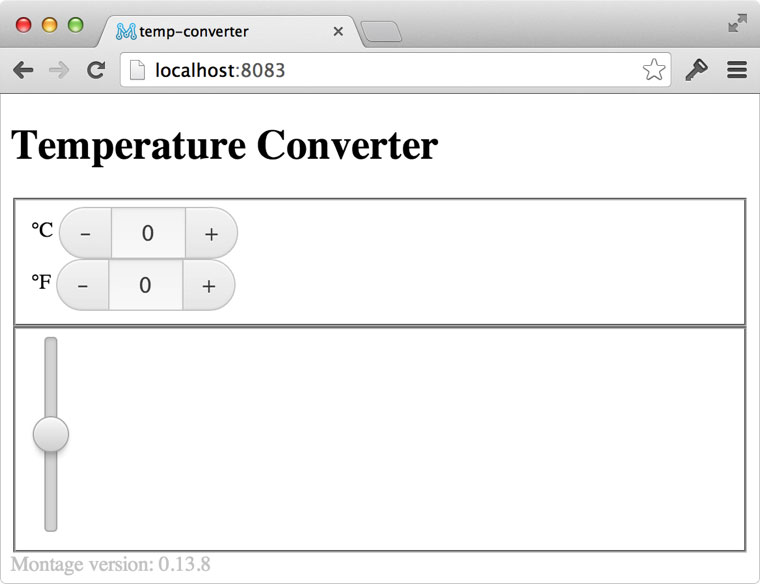 temp-converter
localhost:8083
Temperature Converter
°C - 0 +
°F - 0 +
Montage version: 0.13.8